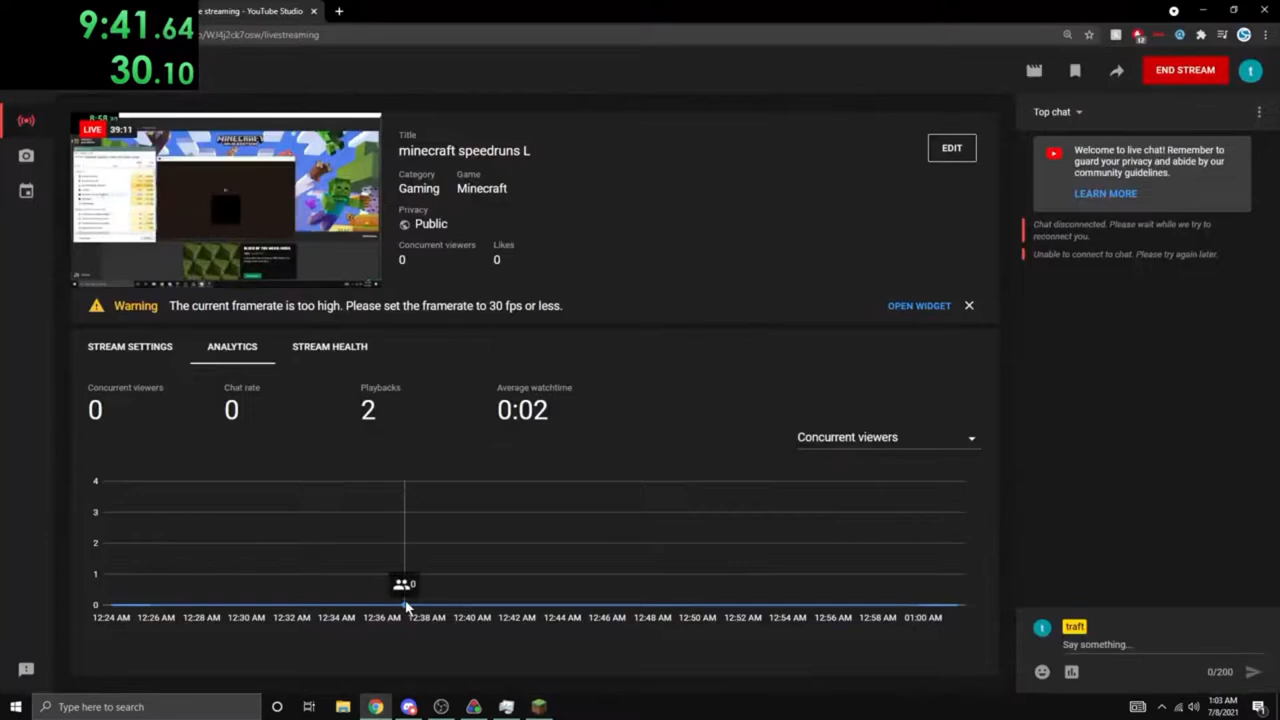 9:41.64
30.10
e streaming - YouTube Studio
WJ4j2ck7osw/livestreaming
12
END STREAM
t
LIVE 39:11
MINECRAFT
Title
minecraft speedruns L
EDIT
Category
Game
Gaming
Minecraft
Privacy
Public
Concurrent viewers
Likes
0
0
Top chat
Welcome to live chat! Remember to
guard your privacy and abide by our
community guidelines.
LEARN MORE
Chat disconnected. Please wait while we try to
reconnect you.
Unable to connect to chat. Please try again later.
Warning The current framerate is too high. Please set the framerate to 30 fps or less.
OPEN WIDGET
STREAM SETTINGS
ANALYTICS
STREAM HEALTH
Concurrent viewers
Chat rate
Playbacks
Average watchtime
0
0
2
0:02
Concurrent viewers
4
3
2
1
0
0
12:24 AM 12:26 AM 12:28 AM 12:30 AM 12:32 AM 12:34 AM 12:36 AM 12:38 AM 12:40 AM 12:42 AM 12:44 AM 12:46 AM 12:48 AM 12:50 AM 12:52 AM 12:54 AM 12:56 AM 12:58 AM 01:00 AM
t
traft
Say something...
0/200
Type here to search
1:03 AM
7/8/2021